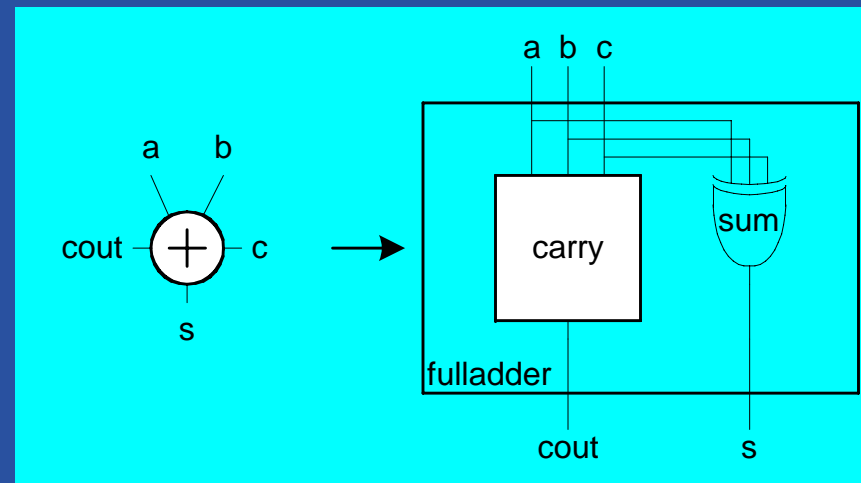 a b
cout + c
s
a b c
carry
sum
fulladder
cout s